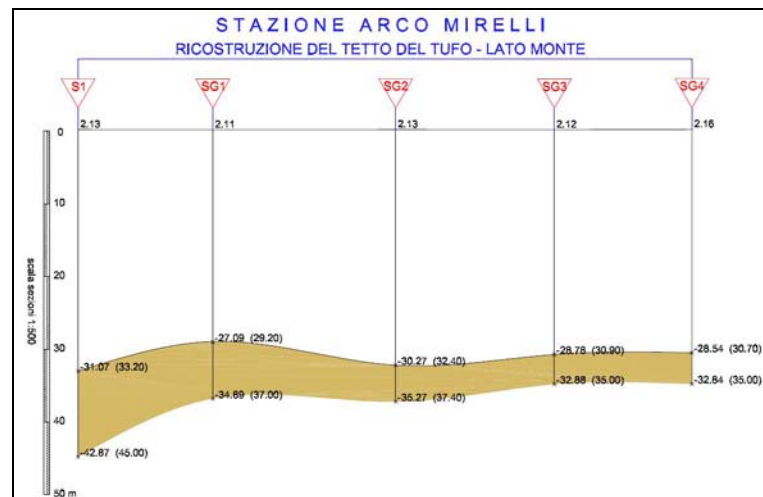 STAZIONE ARCO MIRELLI
RICOSTRUZIONE DEL TETTO DEL TUFO - LATO MONTE
S1 SG1 SG2 SG3 SG4
2.13 2.11 2.13 2.12 2.16
0
10
20
30
40
50 m
scala sezioni 1:500
-31.07 (33.20) -27.09 (29.20) -30.27 (32.40) -28.78 (30.90) -28.54 (30.70)
-42.87 (45.00) -34.89 (37.00) -35.27 (37.40) -32.88 (35.00) -32.84 (35.00)